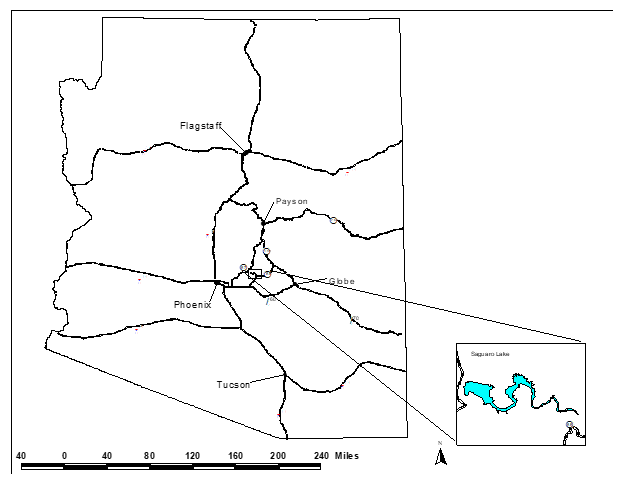 Flagstaff
Payson
Globe
Phoenix
Saguaro Lake
Tucson
N
40 0 40 80 120 160 200 240 Miles